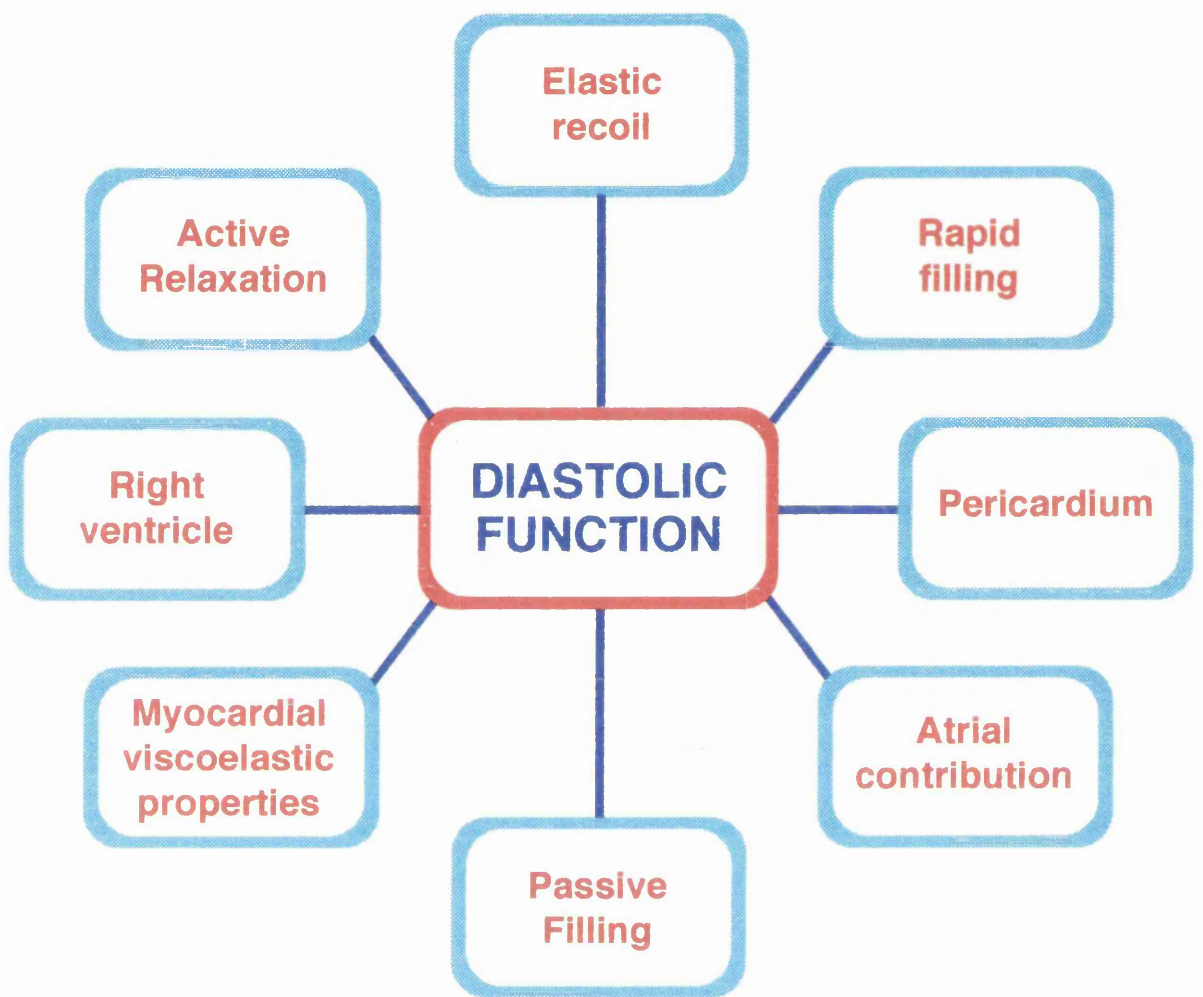 Elastic
recoil
Active
Relaxation
Rapid
filling
Right
ventricle
DIASTOLIC
FUNCTION
Pericardium
Myocardial
viscoelastic
properties
Atrial
contribution
Passive
Filling